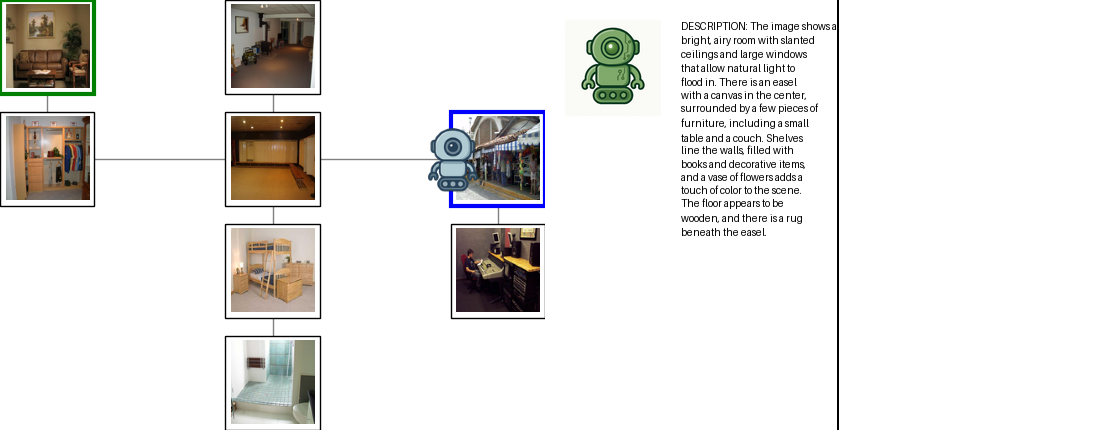 DESCRIPTION: The image shows a
bright, airy room with slanted
ceilings and large windows
that allow natural light to
flood in. There is an easel
with a canvas in the center,
surrounded by a few pieces of
furniture, including a small
table and a couch. Shelves
line the walls, filled with
books and decorative items,
and a vase of flowers adds a
touch of color to the scene.
The floor appears to be
wooden, and there is a rug
beneath the easel.